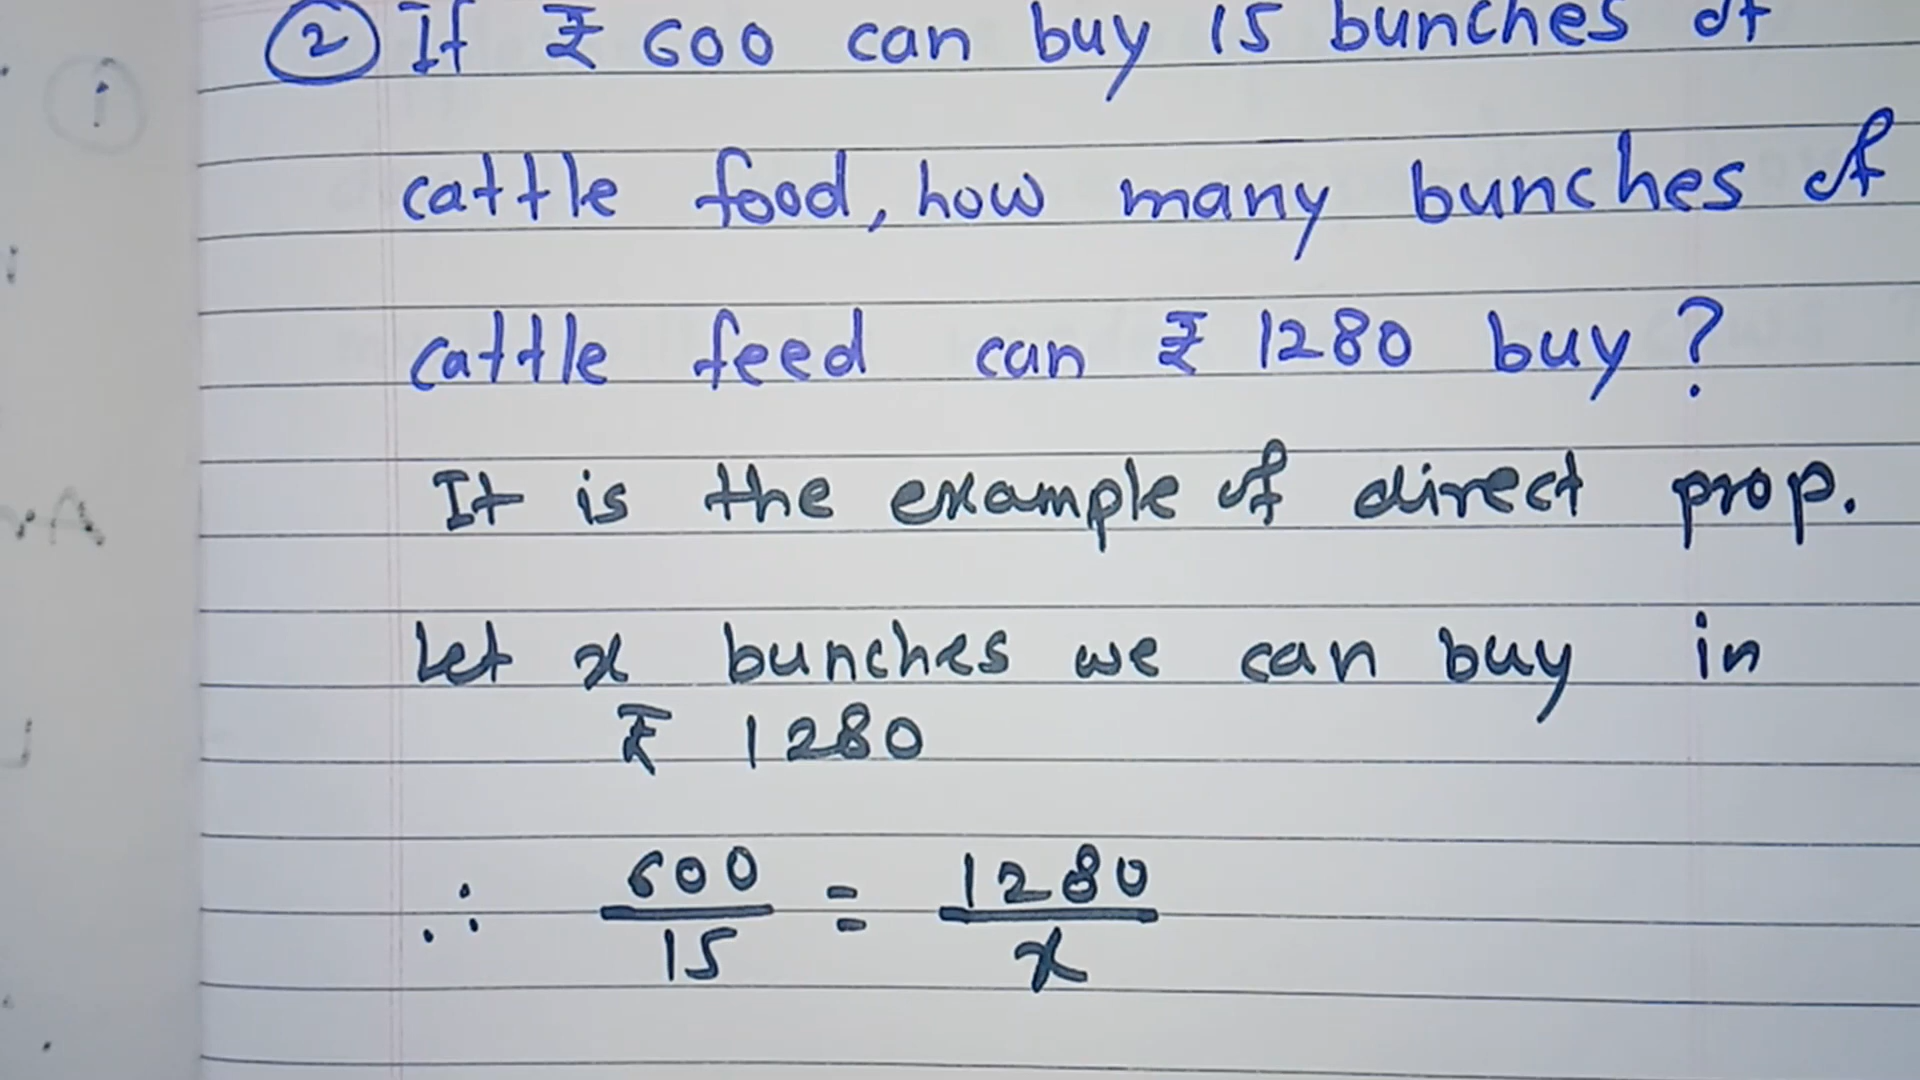 ② If ₹ 600 can buy 15 bunches of
cattle food, how many bunches of
cattle feed can ₹ 1280 buy ?
It is the example of direct prop.
Let x bunches we can buy in
₹ 1280
∴ 600/15 = 1280/x